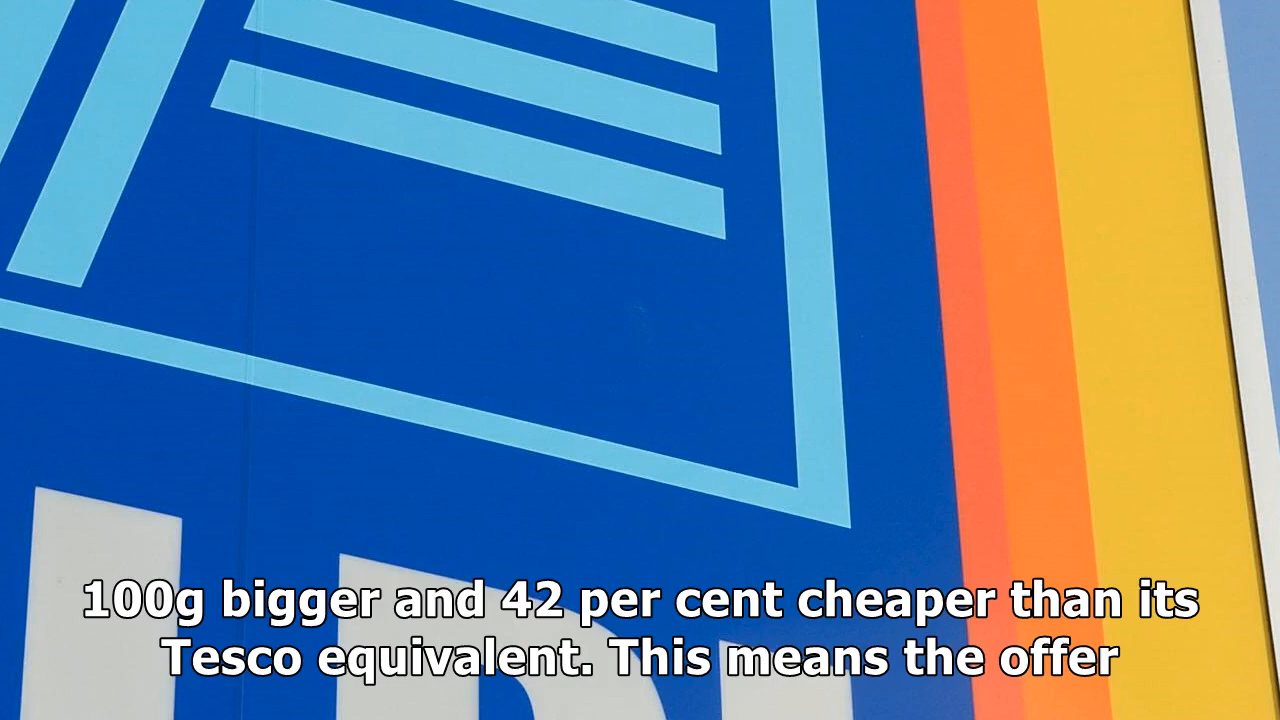 100g bigger and 42 per cent cheaper than its
Tesco equivalent. This means the offer